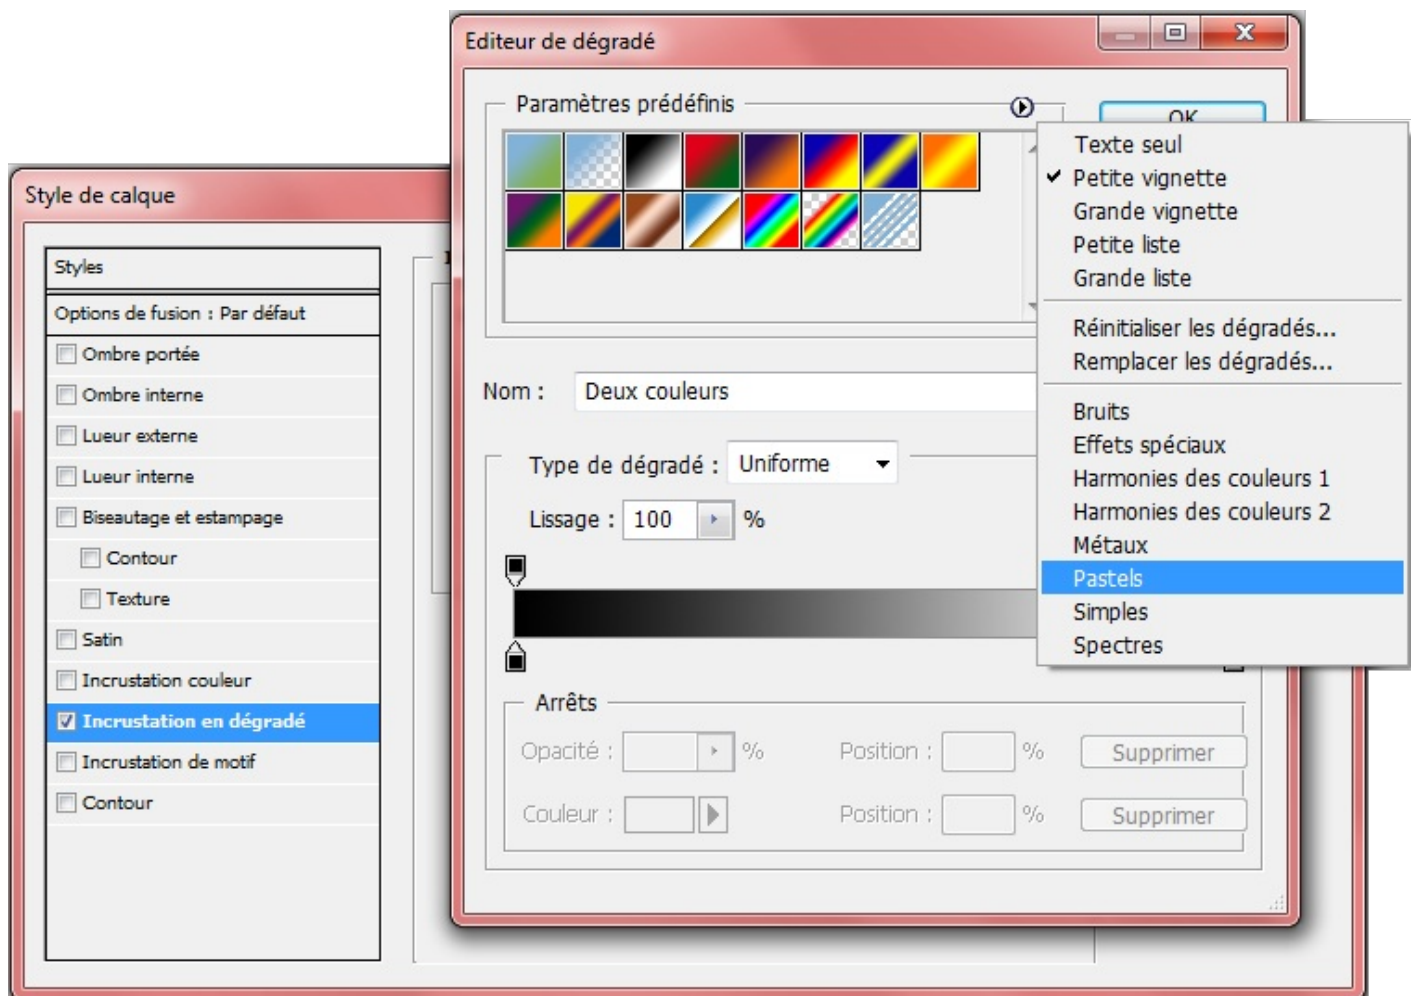 Editeur de dégradé
Paramètres prédéfinis
OK
Texte seul
Petite vignette
Grande vignette
Petite liste
Grande liste
Réinitialiser les dégradés...
Remplacer les dégradés...
Bruits
Effets spéciaux
Harmonies des couleurs 1
Harmonies des couleurs 2
Métaux
Pastels
Simples
Spectres
Nom : Deux couleurs
Type de dégradé : Uniforme
Lissage : 100 %
Arrêts
Opacité : % Position : % Supprimer
Couleur : Position : % Supprimer
Style de calque
Styles
Options de fusion : Par défaut
Ombre portée
Ombre interne
Lueur externe
Lueur interne
Biseautage et estampage
Contour
Texture
Satin
Incrustation couleur
Incrustation en dégradé
Incrustation de motif
Contour